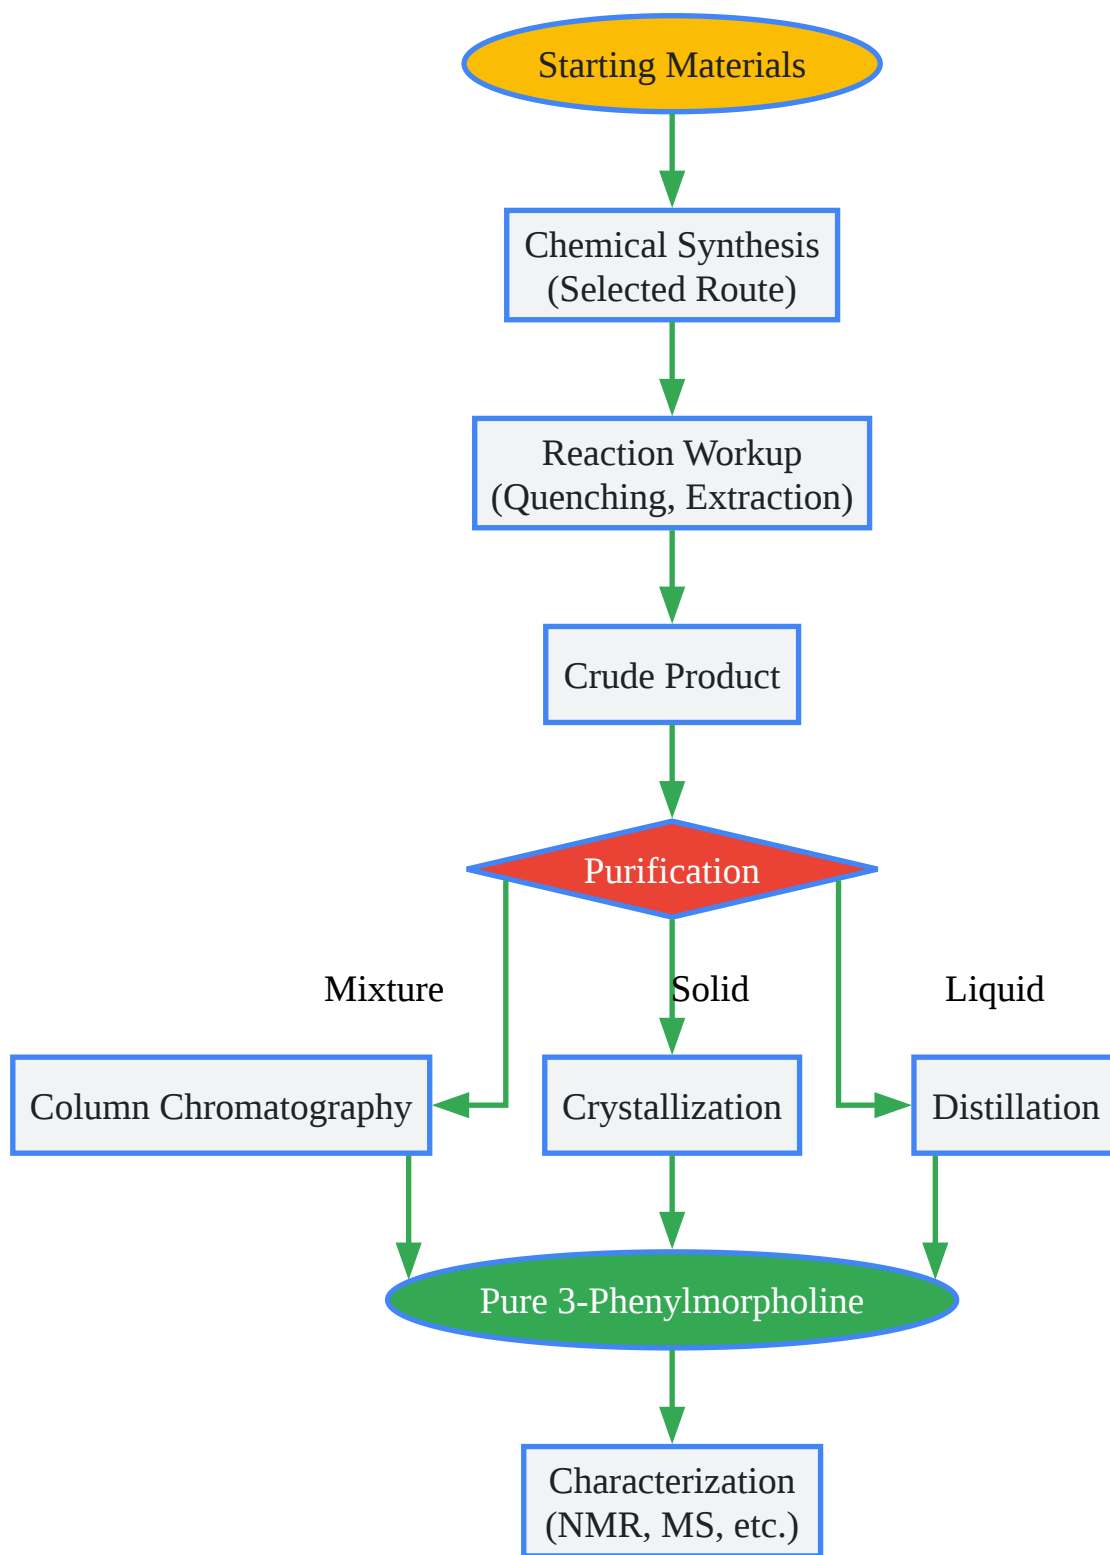 Starting Materials
Chemical Synthesis
(Selected Route)
Reaction Workup
(Quenching, Extraction)
Crude Product
Purification
Mixture
Solid
Liquid
Column Chromatography
Crystallization
Distillation
Pure 3-Phenylmorpholine
Characterization
(NMR, MS, etc.)